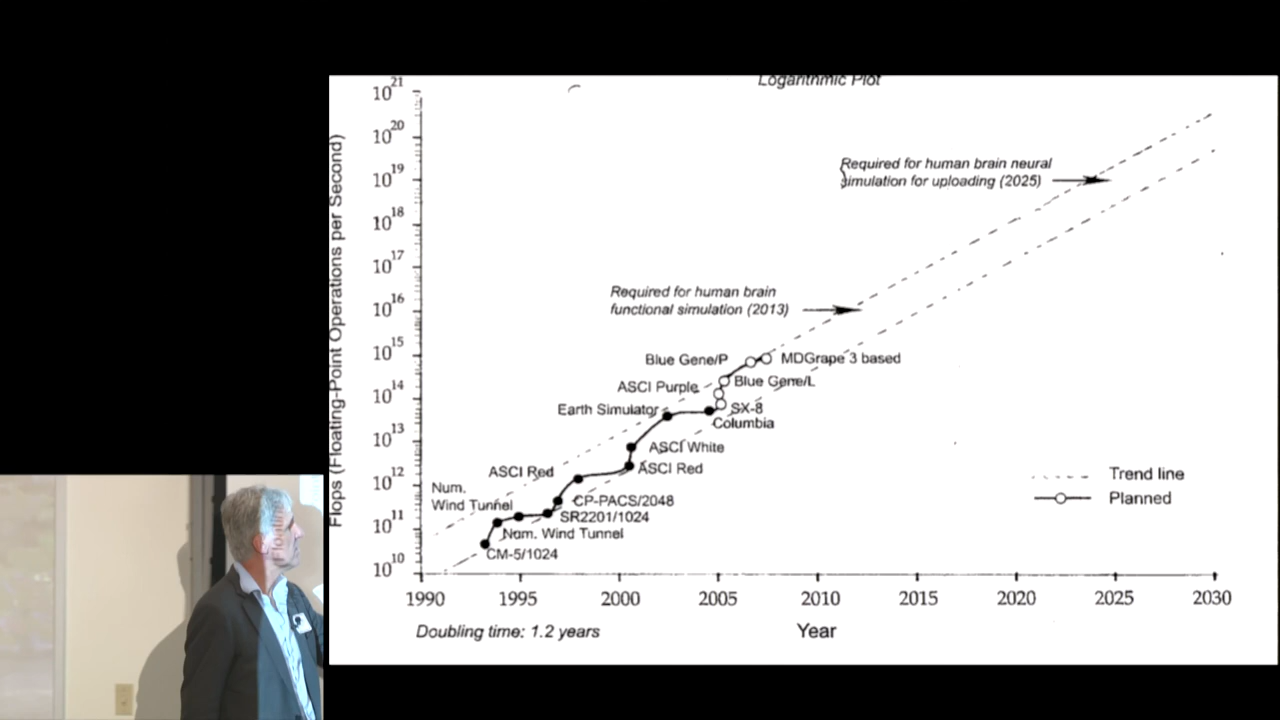 Logarithmic Plot
Flops (Floating-Point Operations per Second)
10^21
10^20
10^19
10^18
10^17
10^16
10^15
10^14
10^13
10^12
10^11
10^10
Required for human brain neural
simulation for uploading (2025)
Required for human brain
functional simulation (2013)
Blue Gene/P
MDGrape 3 based
ASCI Purple
Blue Gene/L
Earth Simulator
SX-8
Columbia
ASCI White
ASCI Red
ASCI Red
Num.
Wind Tunnel
CP-PACS/2048
SR2201/1024
Num. Wind Tunnel
CM-5/1024
Trend line
Planned
1990 1995 2000 2005 2010 2015 2020 2025 2030
Doubling time: 1.2 years
Year